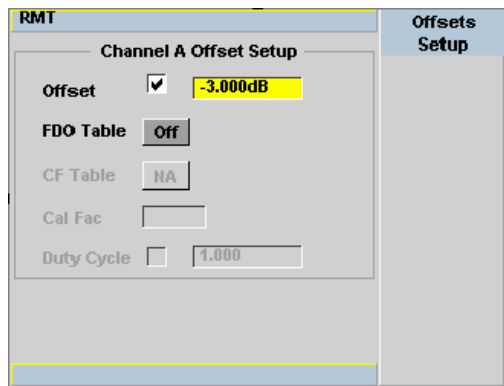 RMT
Offsets
Setup
Channel A Offset Setup
Offset -3.000dB
FDO Table Off
CF Table NA
Cal Fac
Duty Cycle 1.000